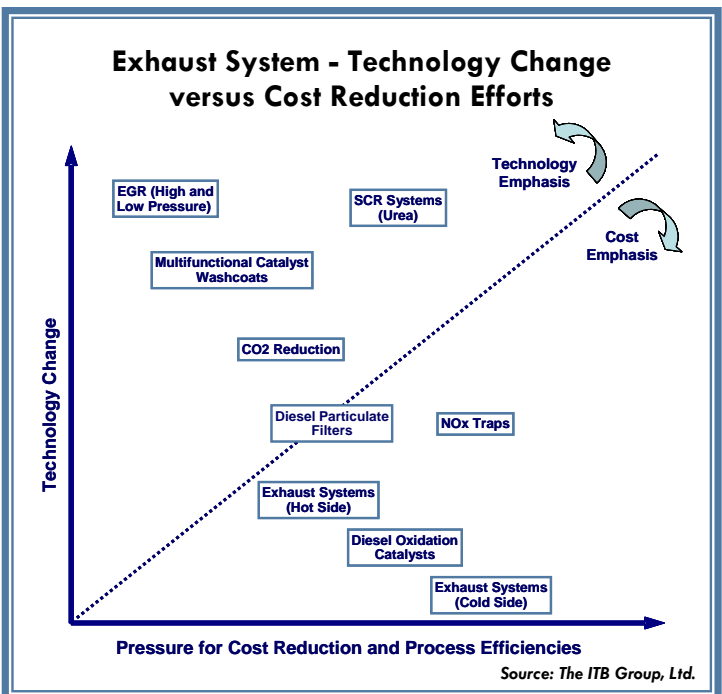 Exhaust System - Technology Change
versus Cost Reduction Efforts
Technology
Emphasis
EGR (High and
Low Pressure)
SCR Systems
(Urea)
Cost
Emphasis
Multifunctional Catalyst
Washcoats
CO2 Reduction
Technology Change
Diesel Particulate
Filters
NOx Traps
Exhaust Systems
(Hot Side)
Diesel Oxidation
Catalysts
Exhaust Systems
(Cold Side)
Pressure for Cost Reduction and Process Efficiencies
Source: The ITB Group, Ltd.